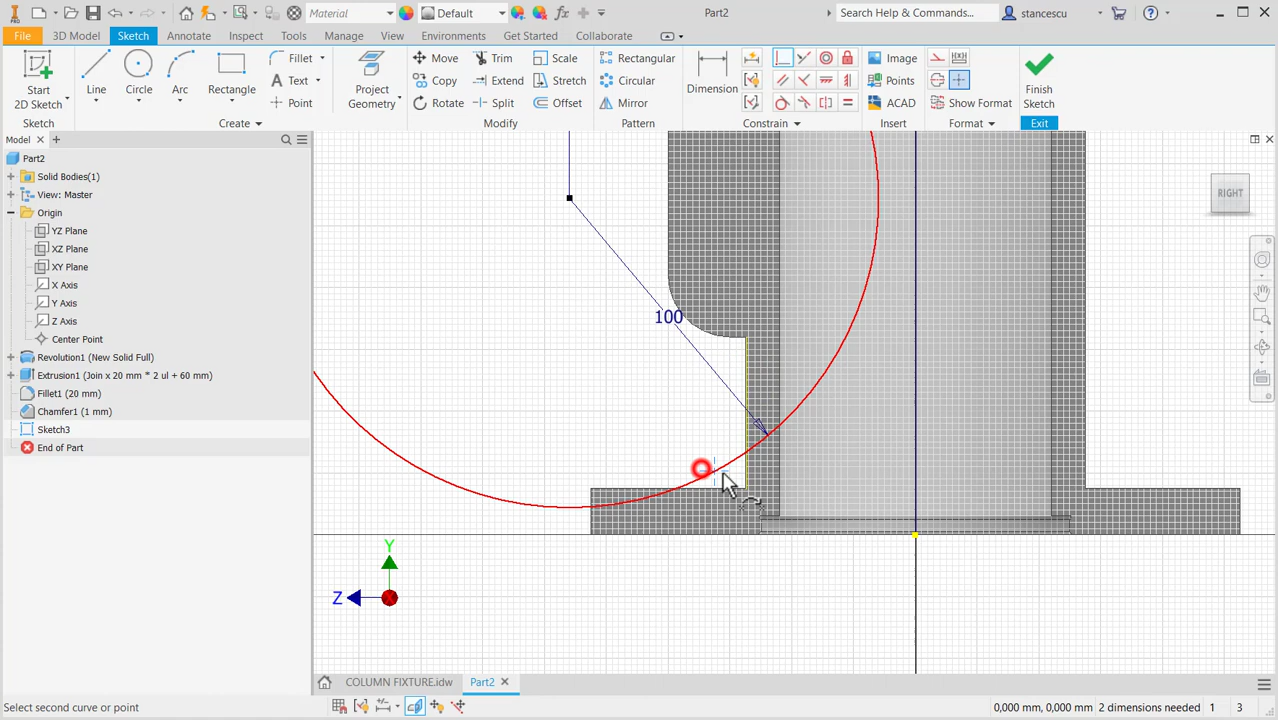 PRO
Material
Default
Part2
Search Help & Commands...
stancescu
File 3D Model Sketch Annotate Inspect Tools Manage View Environments Get Started Collaborate
Start
2D Sketch
Line Circle Arc Rectangle
Fillet
Text
Point
Project
Geometry
Move Trim Scale
Copy Extend Stretch
Rotate Split Offset
Rectangular
Circular
Mirror
Dimension
Image
Points
ACAD
Show Format
Finish
Sketch
Sketch Create Modify Pattern Constrain Insert Format Exit
Model
Part2
Solid Bodies(1)
View: Master
Origin
YZ Plane
XZ Plane
XY Plane
X Axis
Y Axis
Z Axis
Center Point
Revolution1 (New Solid Full)
Extrusion1 (Join x 20 mm * 2 ul + 60 mm)
Fillet1 (20 mm)
Chamfer1 (1 mm)
Sketch3
End of Part
RIGHT
100
Y
Z
X
COLUMN FIXTURE.idw Part2
Select second curve or point
0,000 mm, 0,000 mm 2 dimensions needed 1 3